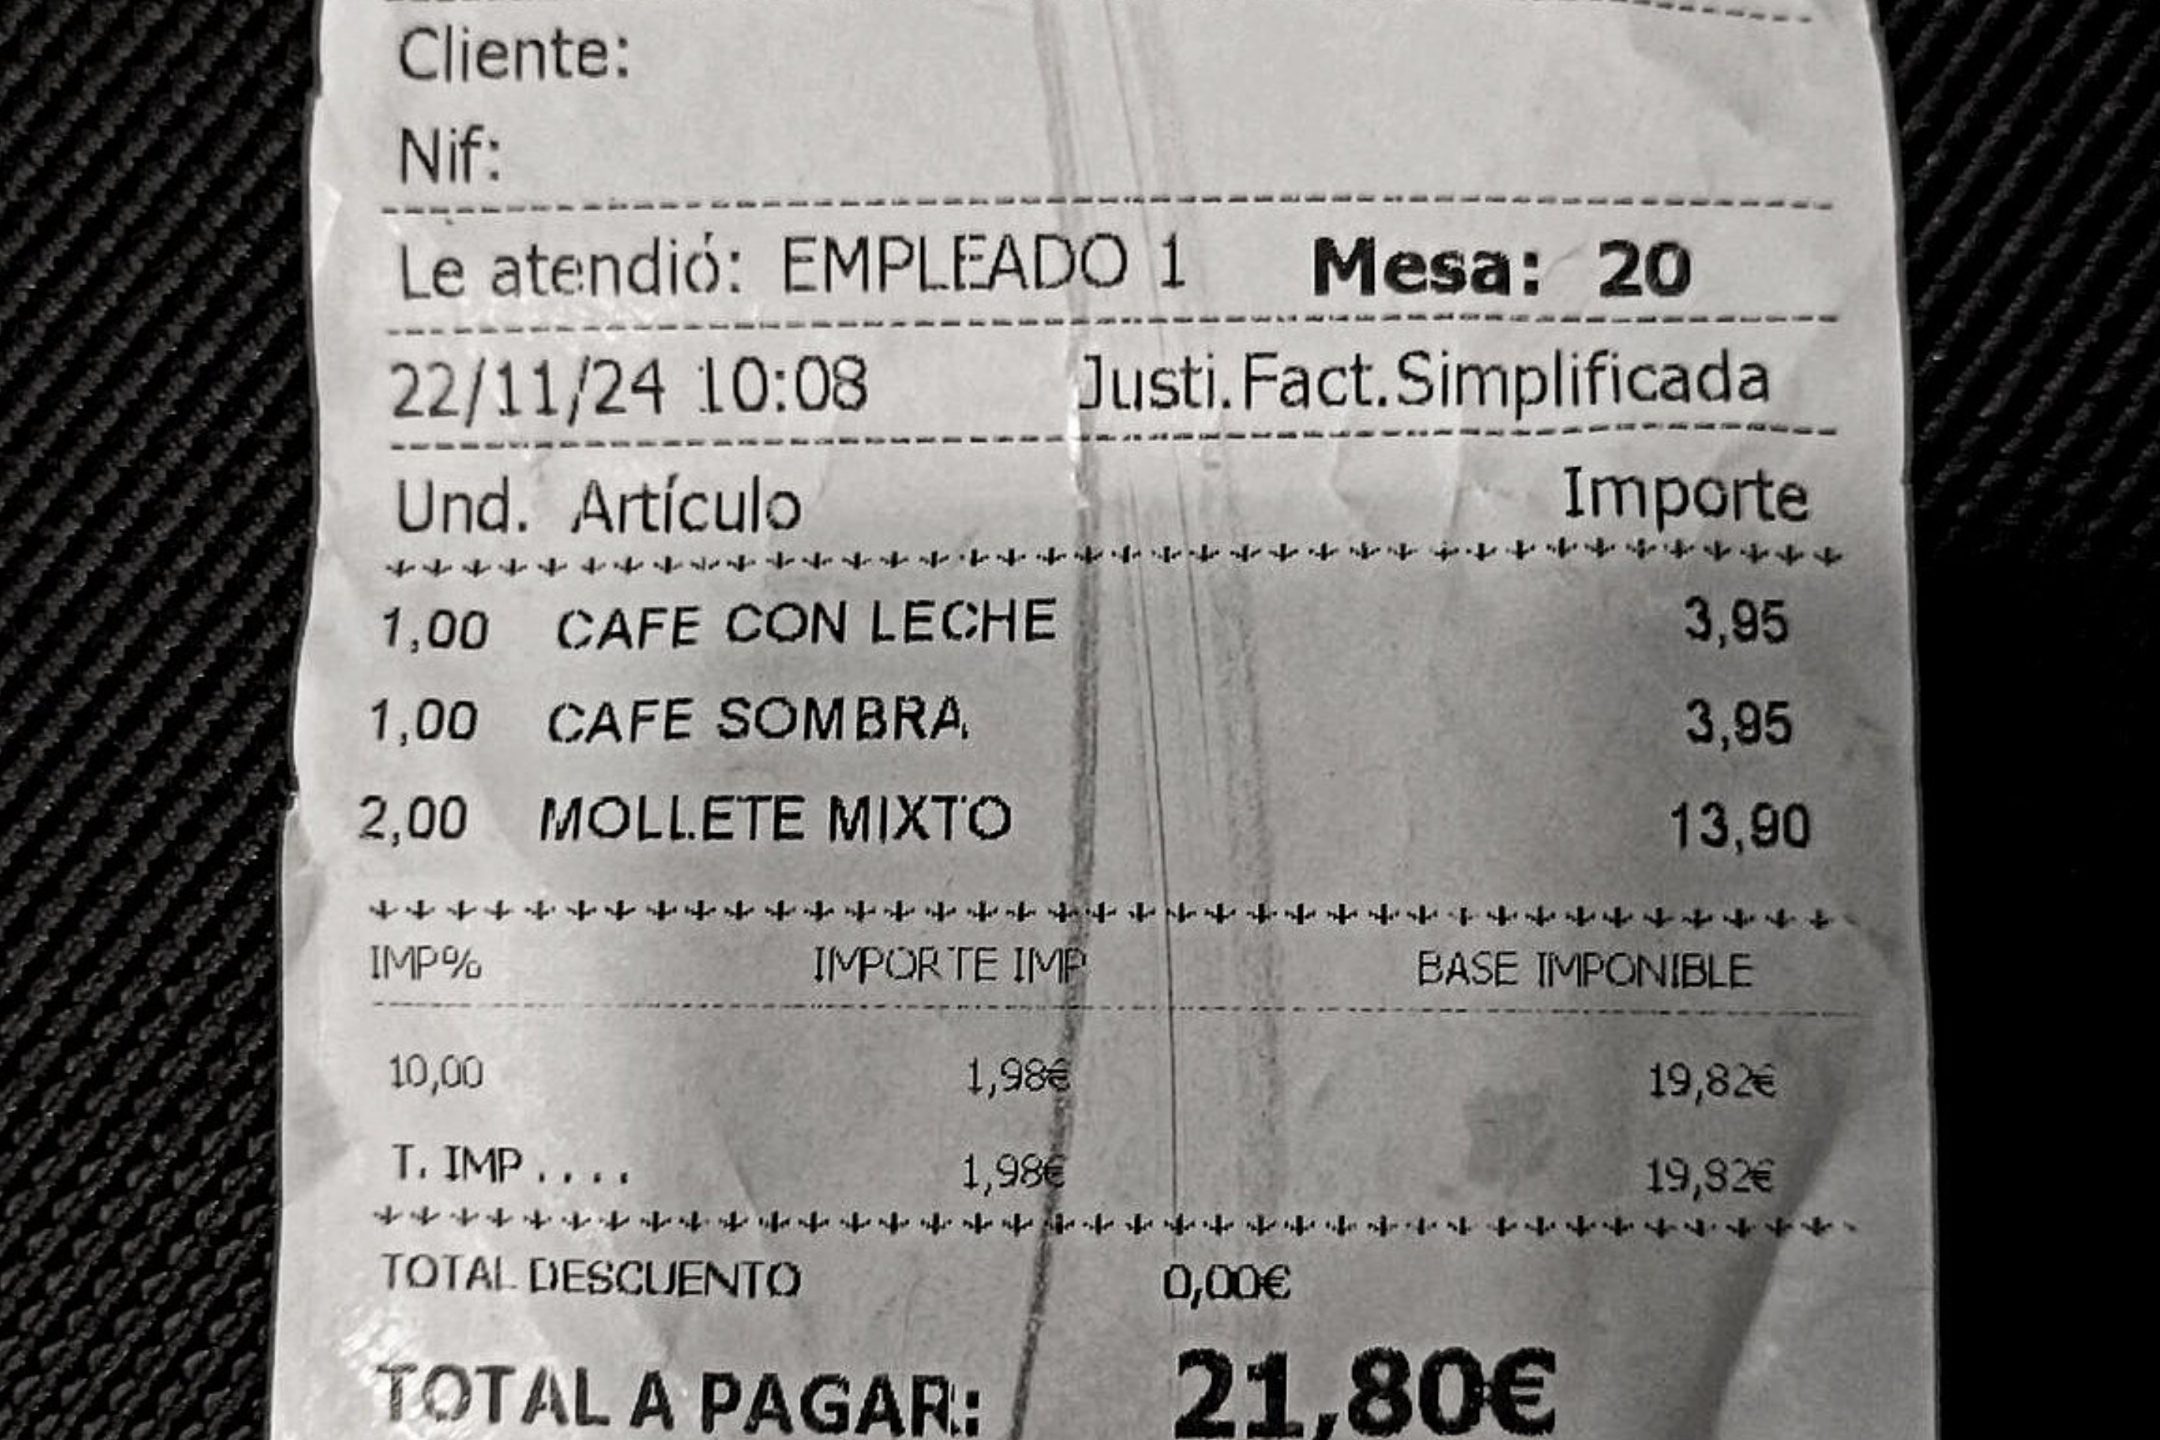 Cliente:
Nif:
Le atendió: EMPLEADO 1 Mesa: 20
22/11/24 10:08 Justi.Fact.Simplificada
Und. Artículo Importe
1,00 CAFE CON LECHE 3,95
1,00 CAFE SOMBRA 3,95
2,00 MOLLETE MIXTO 13,90
IMP% IMPORTE IMP BASE IMPONIBLE
10,00 1,98€ 19,82€
T. IMP . . . . 1,98€ 19,82€
TOTAL DESCUENTO 0,00€
TOTAL A PAGAR: 21,80€